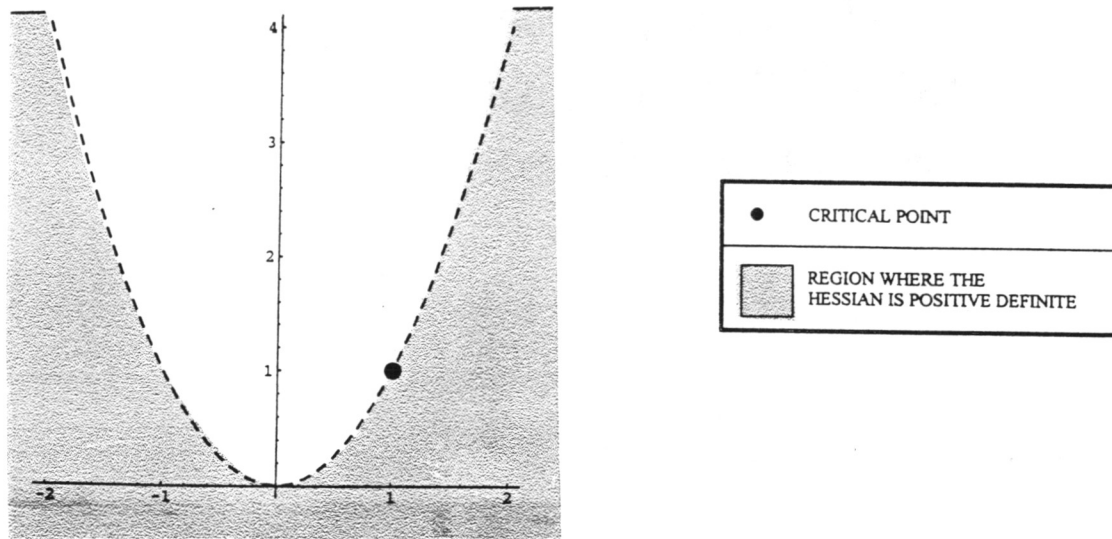 4
3
2
1
-2 -1 1 2
CRITICAL POINT
REGION WHERE THE
HESSIAN IS POSITIVE DEFINITE